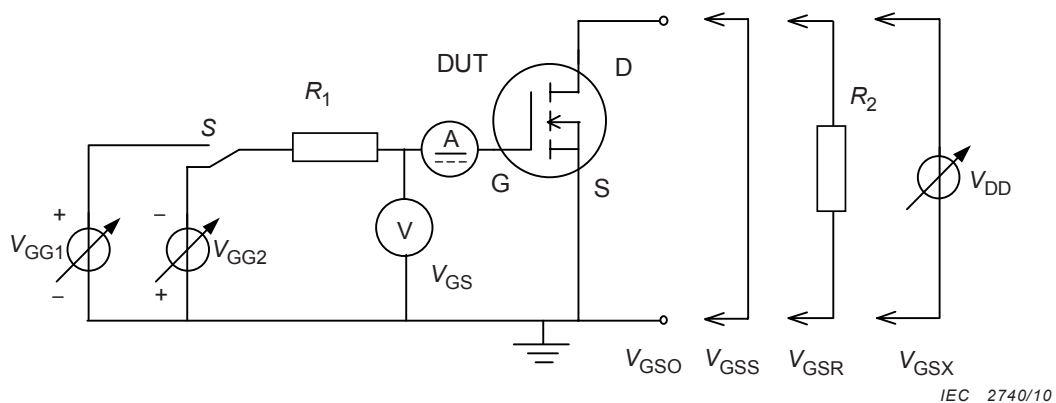 DUT
D
R1
R2
S
A
G
S
+
–
VGG1
VGG2
V
VDD
VGS
–
+
VGSO
VGSS
VGSR
VGSX
IEC 2740/10